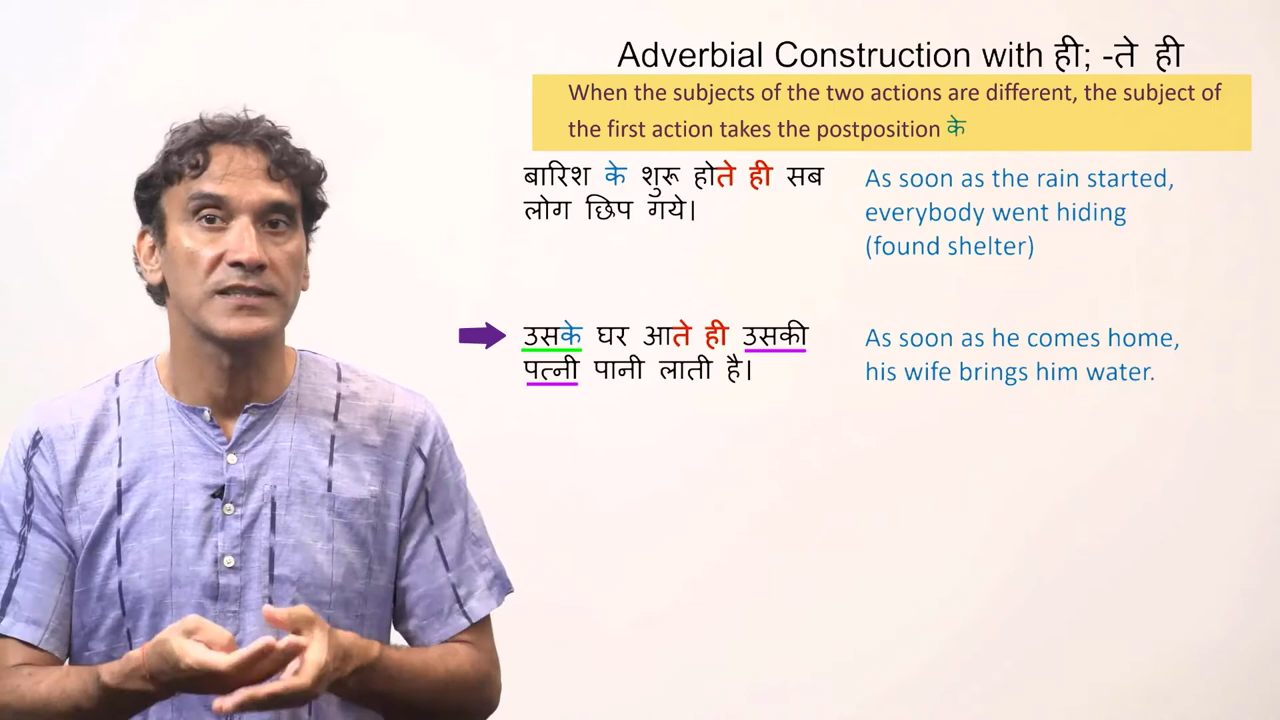 Adverbial Construction with ही; -ते ही
When the subjects of the two actions are different, the subject of
the first action takes the postposition के
बारिश के शुरू होते ही सब
लोग छिप गये।
As soon as the rain started,
everybody went hiding
(found shelter)
उसके घर आते ही उसकी
पत्नी पानी लाती है।
As soon as he comes home,
his wife brings him water.